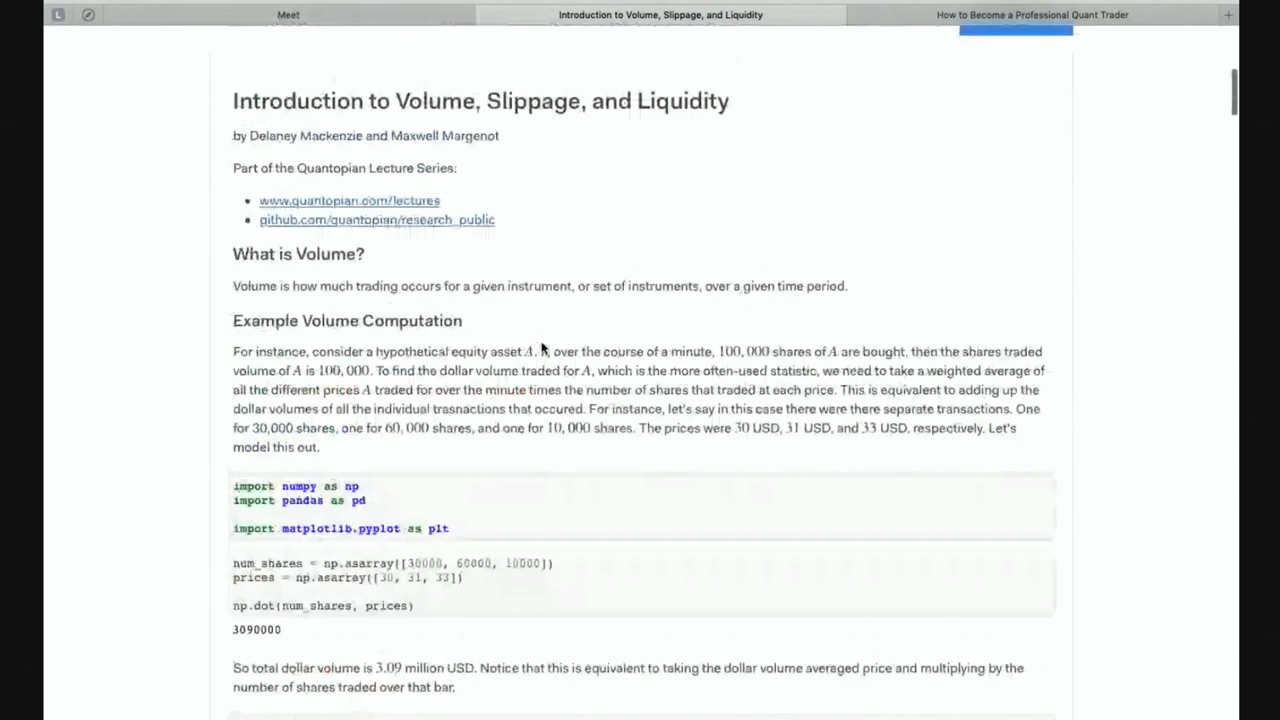 L
Meet
Introduction to Volume, Slippage, and Liquidity
How to Become a Professional Quant Trader
Introduction to Volume, Slippage, and Liquidity
by Delaney Mackenzie and Maxwell Margenot
Part of the Quantopian Lecture Series:
www.quantopian.com/lectures
github.com/quantopian/research_public
What is Volume?
Volume is how much trading occurs for a given instrument, or set of instruments, over a given time period.
Example Volume Computation
For instance, consider a hypothetical equity asset A. over the course of a minute, 100,000 shares of A are bought, then the shares traded
volume of A is 100,000. To find the dollar volume traded for A, which is the more often-used statistic, we need to take a weighted average of
all the different prices A traded for over the minute times the number of shares that traded at each price. This is equivalent to adding up the
dollar volumes of all the individual trasnactions that occured. For instance, let's say in this case there were there separate transactions. One
for 30,000 shares, one for 60,000 shares, and one for 10,000 shares. The prices were 30 USD, 31 USD, and 33 USD, respectively. Let's
model this out.
import numpy as np
import pandas as pd
import matplotlib.pyplot as plt
num_shares = np.asarray([30000, 60000, 10000])
prices = np.asarray([30, 31, 33])
np.dot(num_shares, prices)
3090000
So total dollar volume is 3.09 million USD. Notice that this is equivalent to taking the dollar volume averaged price and multiplying by the
number of shares traded over that bar.